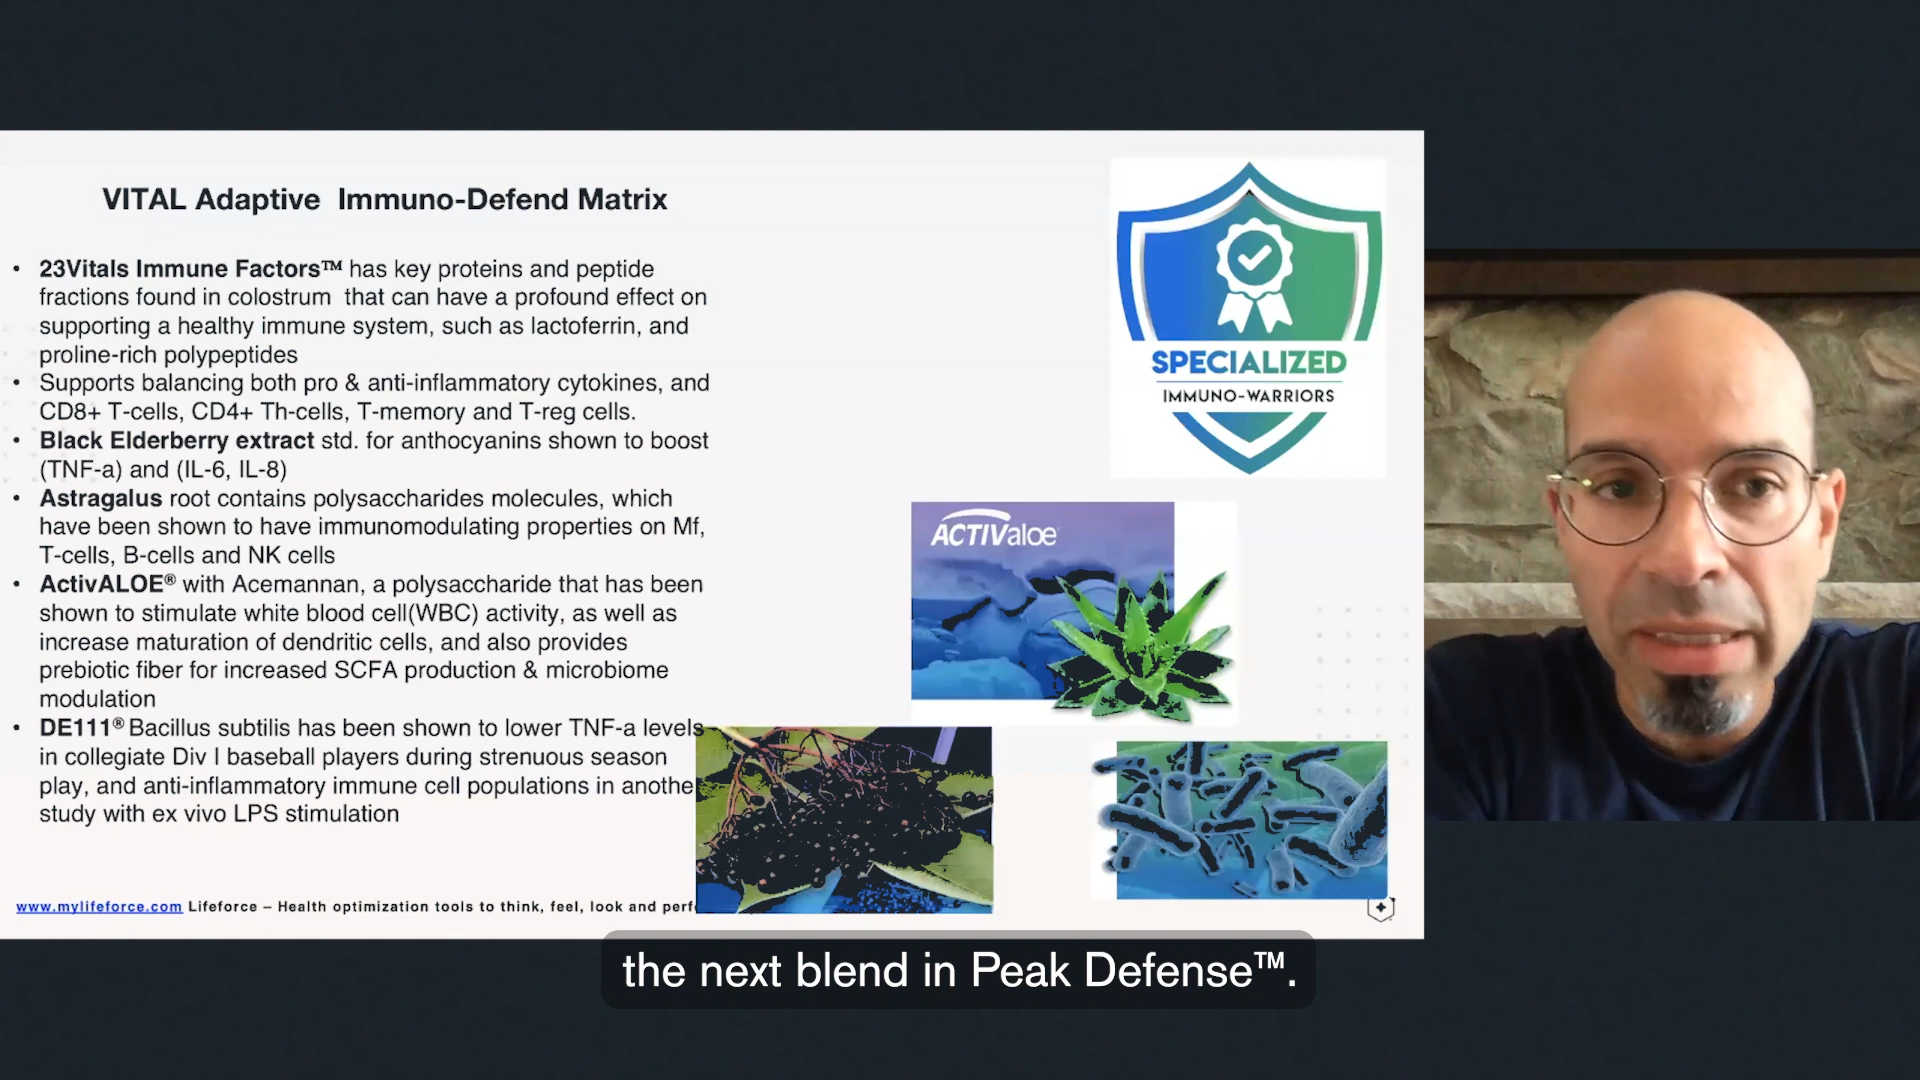 VITAL Adaptive Immuno-Defend Matrix
• 23Vitals Immune Factors™ has key proteins and peptide
fractions found in colostrum that can have a profound effect on
supporting a healthy immune system, such as lactoferrin, and
proline-rich polypeptides
• Supports balancing both pro & anti-inflammatory cytokines, and
CD8+ T-cells, CD4+ Th-cells, T-memory and T-reg cells.
• Black Elderberry extract std. for anthocyanins shown to boost
(TNF-a) and (IL-6, IL-8)
• Astragalus root contains polysaccharides molecules, which
have been shown to have immunomodulating properties on Mf,
T-cells, B-cells and NK cells
• ActivALOE® with Acemannan, a polysaccharide that has been
shown to stimulate white blood cell(WBC) activity, as well as
increase maturation of dendritic cells, and also provides
prebiotic fiber for increased SCFA production & microbiome
modulation
• DE111® Bacillus subtilis has been shown to lower TNF-a levels
in collegiate Div I baseball players during strenuous season
play, and anti-inflammatory immune cell populations in anothe
study with ex vivo LPS stimulation
SPECIALIZED
IMMUNO-WARRIORS
ACTIValoe
www.mylifeforce.com Lifeforce – Health optimization tools to think, feel, look and perf
the next blend in Peak Defense™.